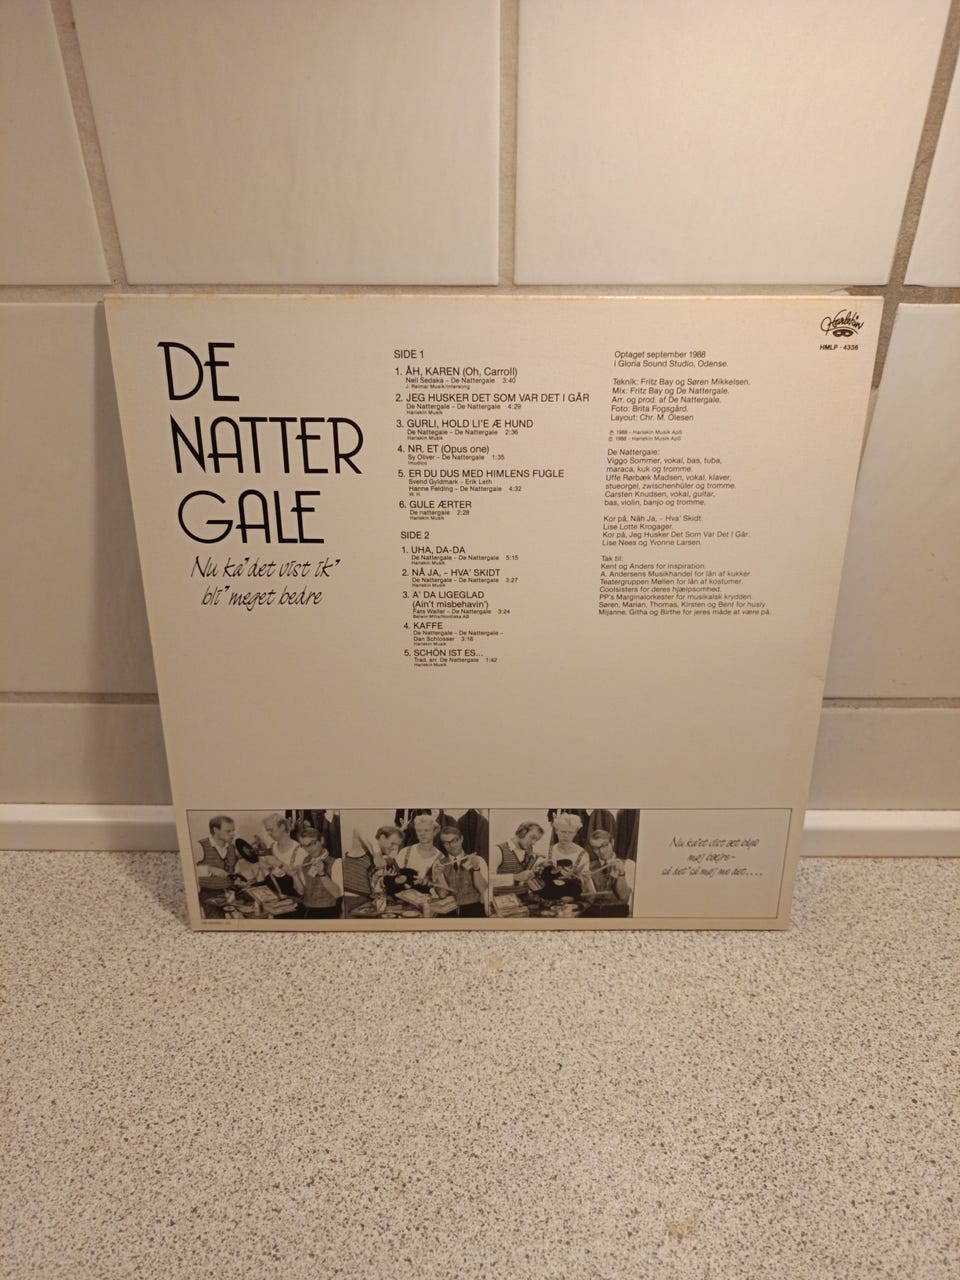 DE
NATTER
GALE
Nu ka' det vist ik'
bli' meget bedre
SIDE 1
1. ÅH, KAREN (Oh, Carroll)
Neil Sedaka – De Nattergale 3:40
J. Reimar Musik/Intersong
2. JEG HUSKER DET SOM VAR DET I GÅR
De Nattergale – De Nattergale 4:29
Harlekin Musik
3. GURLI, HOLD LI'E Æ HUND
De Nattegale – De Nattergale 2:36
Harlekin Musik
4. NR. ET (Opus one)
Sy Oliver – De Nattergale 1:35
Imudico
5. ER DU DUS MED HIMLENS FUGLE
Svend Gyldmark – Erik Leth
Hanne Felding – De Nattergale 4:32
W. H.
6. GULE ÆRTER
De nattergale 2:28
Harlekin Musik
SIDE 2
1. UHA, DA-DA
De Nattergale – De Nattergale 5:15
Harlekin Musik
2. NÅ JA, – HVA' SKIDT
De Nattergale – De Nattergale 3:27
Harlekin Musik
3. A' DA LIGEGLAD
(Ain't misbehavin')
Fats Waller – De Nattergale 3:24
4. KAFFE
De Nattergale – De Nattergale –
Dan Schlosser 3:18
Harlekin Musik
5. SCHÖN IST ES...
Trad. arr. De Nattergale 1:42
Harlekin Musik
Harlekin
HMLP - 4336
Optaget september 1988
i Gloria Sound Studio, Odense.
Teknik: Fritz Bay og Søren Mikkelsen.
Mix: Fritz Bay og De Nattergale.
Arr. og prod. af De Nattergale.
Foto: Brita Fogsgård.
Layout: Chr. M. Olesen
℗ 1988 - Harlekin Musik ApS
© 1988 - Harlekin Musik ApS
De Nattergale:
Viggo Sommer, vokal, bas, tuba,
maraca, kuk og tromme.
Uffe Rørbæk Madsen, vokal, klaver,
stueorgel, zwischenhüler og tromme.
Carsten Knudsen, vokal, guitar,
bas, violin, banjo og tromme.
Kor på, Nåh Ja, – Hva' Skidt:
Lise Lotte Krogager.
Kor på, Jeg Husker Det Som Var Det I Går:
Lise Nees og Yvonne Larsen.
Tak til:
Kent og Anders for inspiration.
A. Andersens Musikhandel for lån af kukker.
Teatergruppen Møllen for lån af kostumer.
Coolsisters for deres hjælpsomhed.
PP's Marginalorkester for musikalsk krydderi.
Søren, Marian, Thomas, Kirsten og Bent for husly.
Mijanne, Githa og Birthe for jeres måde at være på.